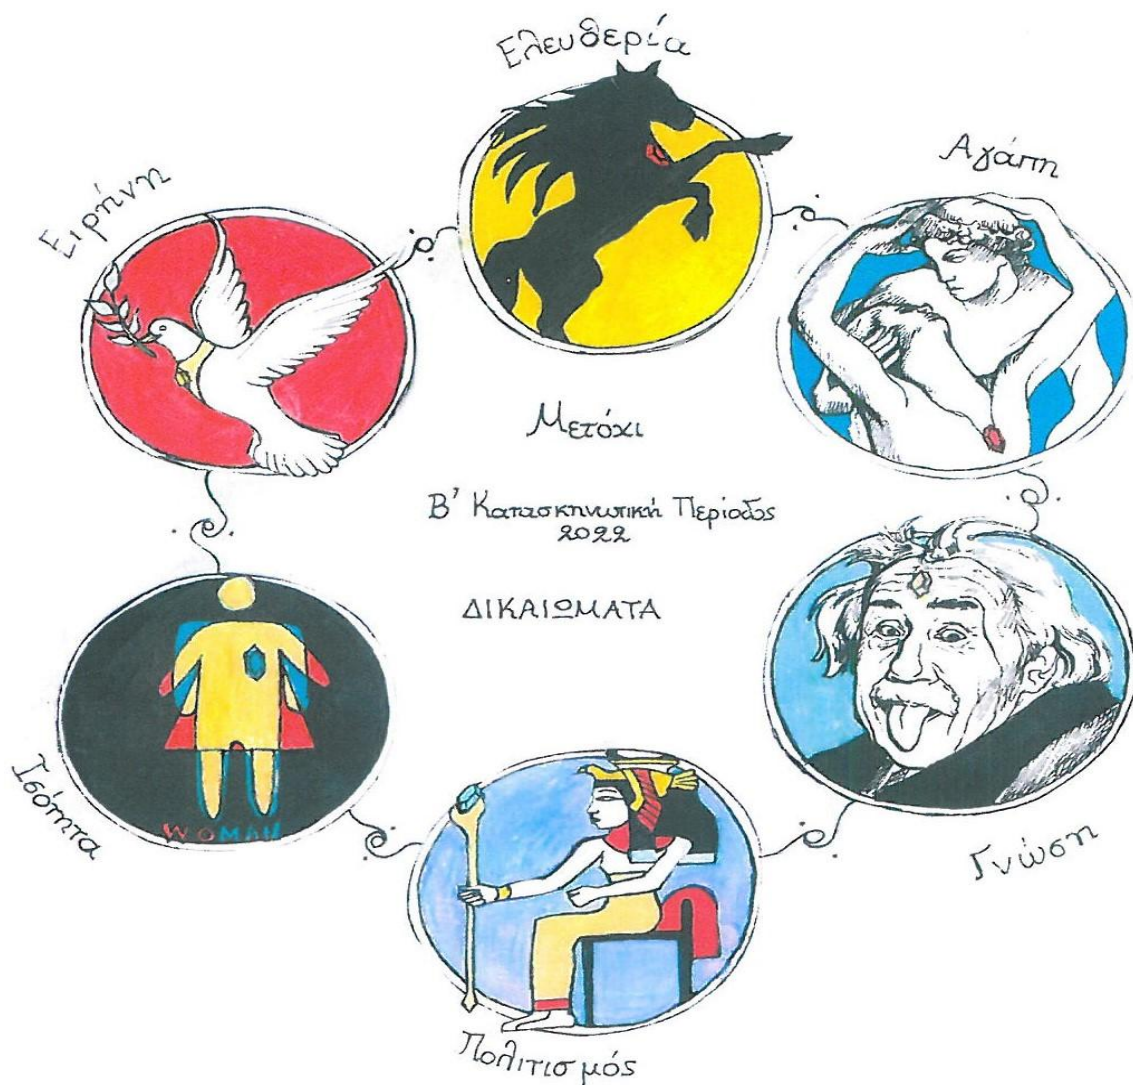 Ελευθερία
Αγάπη
Ειρήνη
Μετόχι
Β' Κατασκηνωτική Περίοδος
2022
ΔΙΚΑΙΩΜΑΤΑ
WOMAN
Ισότητα
Γνώση
Πολιτισμός